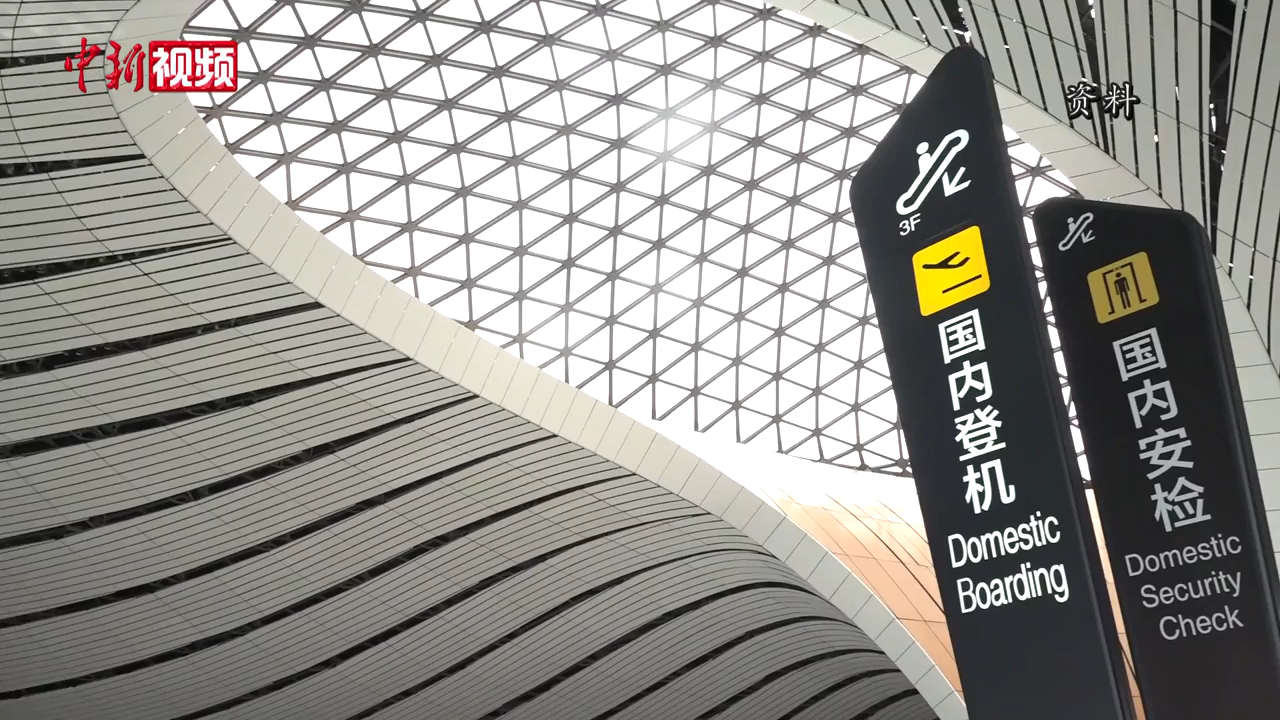 中新视频
资料
3F
国内登机
Domestic
Boarding
国内安检
Domestic
Security
Check